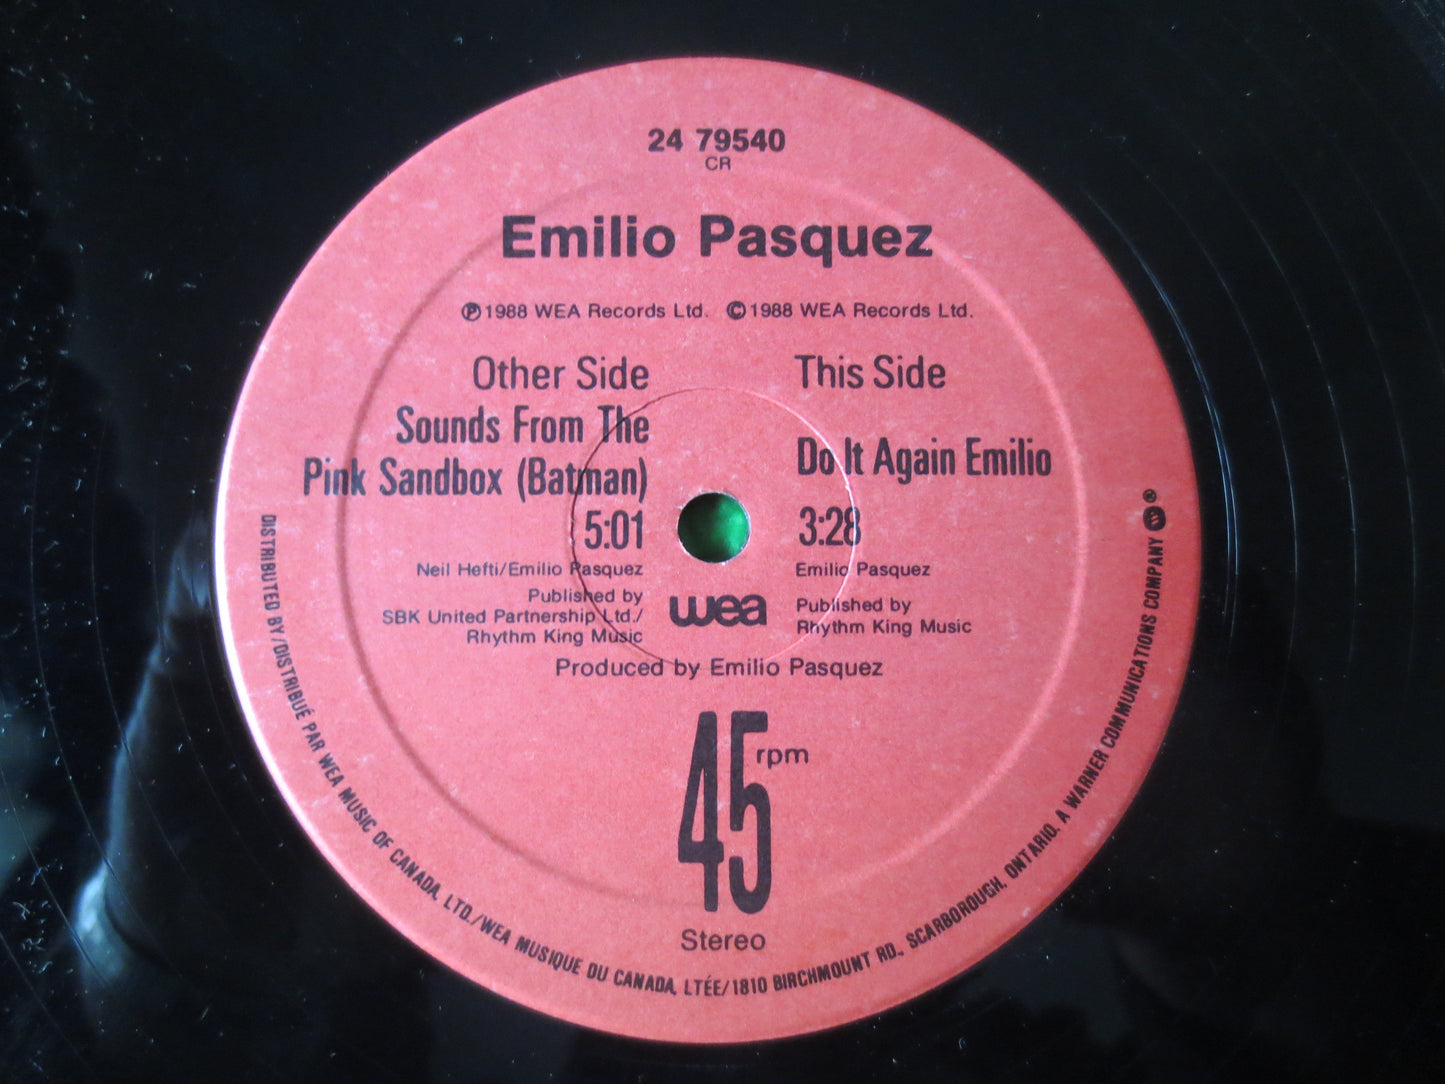 24 79540
CR
Emilio Pasquez
℗1988 WEA Records Ltd. ©1988 WEA Records Ltd.
Other Side
Sounds From The
Pink Sandbox (Batman)
5:01
Neil Hefti/Emilio Pasquez
Published by
SBK United Partnership Ltd./
Rhythm King Music
This Side
Do It Again Emilio
3:28
Emilio Pasquez
Published by
Rhythm King Music
wea
Produced by Emilio Pasquez
45 rpm
Stereo
DISTRIBUTED BY/DISTRIBUÉ PAR WEA MUSIC OF CANADA, LTD./WEA MUSIQUE DU CANADA, LTÉE/1810 BIRCHMOUNT RD., SCARBOROUGH, ONTARIO. A WARNER COMMUNICATIONS COMPANY ®